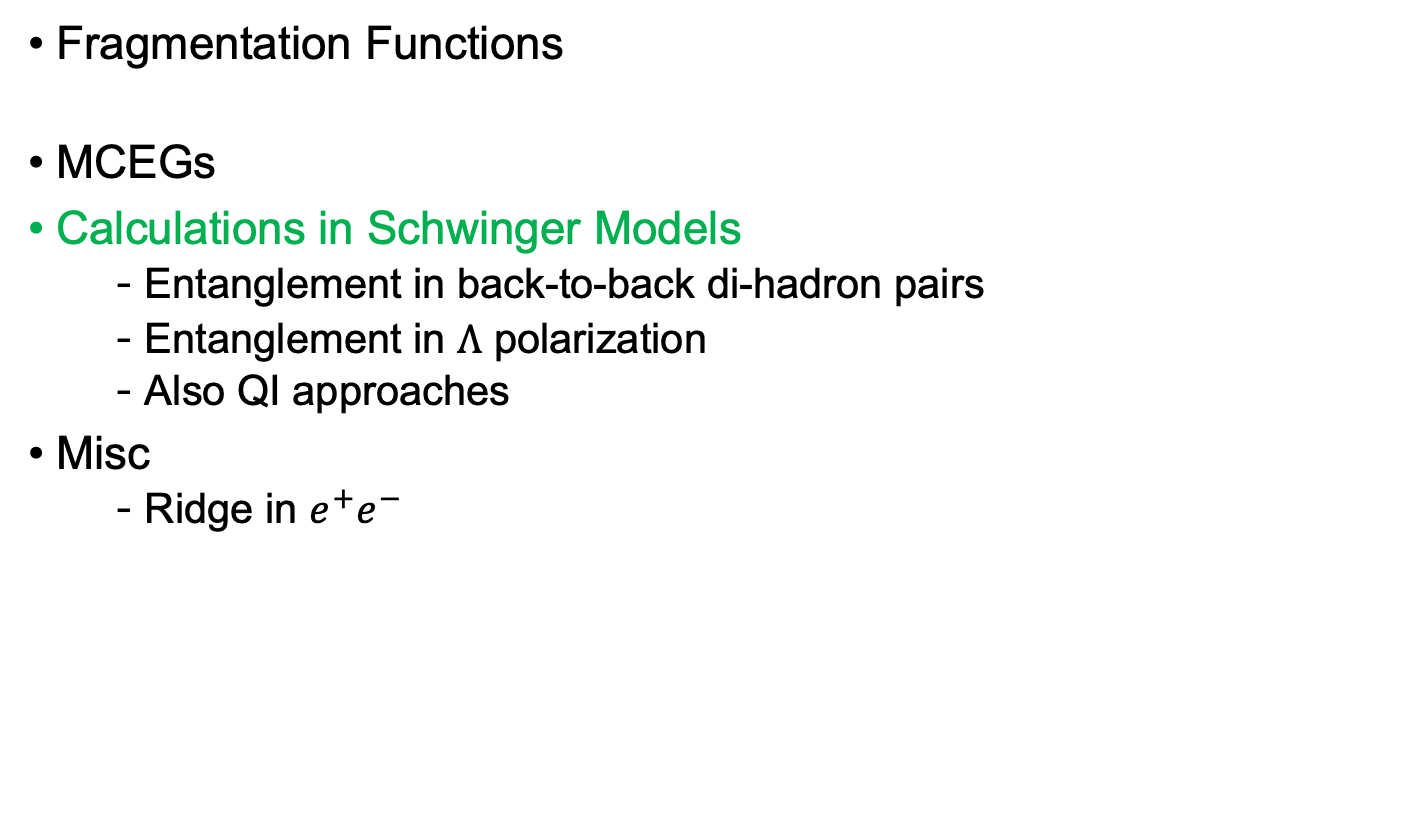 • Fragmentation Functions
• MCEGs
• Calculations in Schwinger Models
- Entanglement in back-to-back di-hadron pairs
- Entanglement in Λ polarization
- Also QI approaches
• Misc
- Ridge in e⁺e⁻